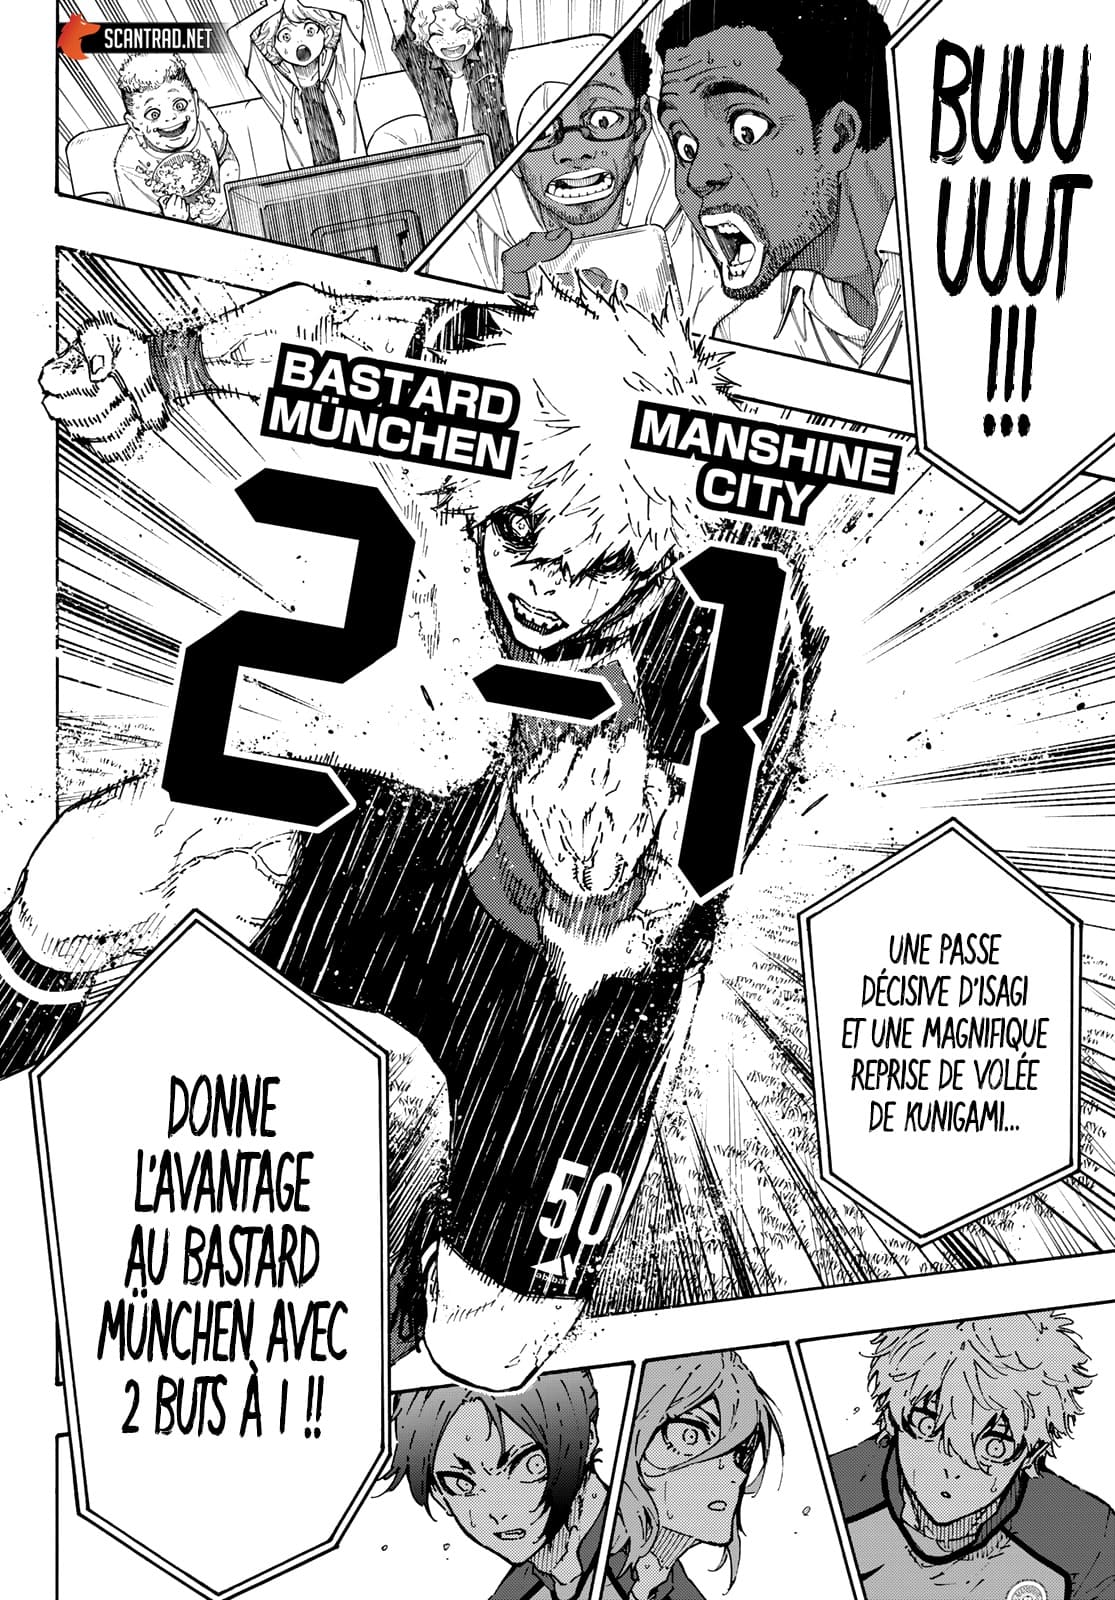 SCANTRAD.NET
BUUU
UUUT
!!!
BASTARD
MÜNCHEN
MANSHINE
CITY
2-1
UNE PASSE
DÉCISIVE D'ISAGI
ET UNE MAGNIFIQUE
REPRISE DE VOLÉE
DE KUNIGAMI...
DONNE
L'AVANTAGE
AU BASTARD
MÜNCHEN AVEC
2 BUTS À 1 !!
50